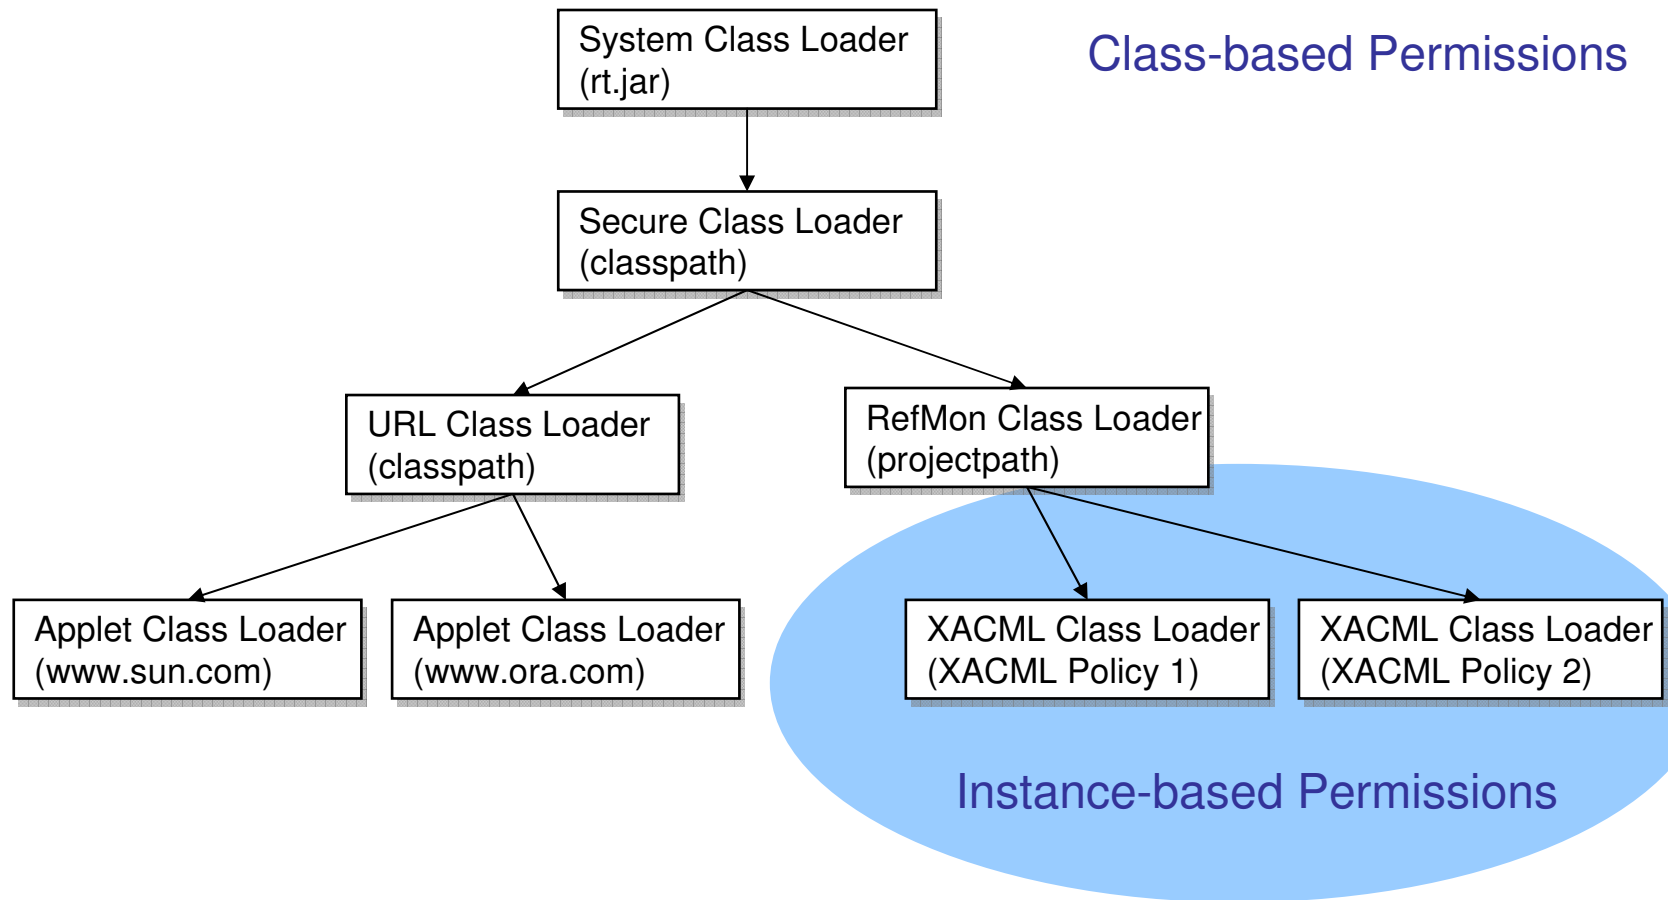 System Class Loader
(rt.jar)
Class-based Permissions
Secure Class Loader
(classpath)
URL Class Loader
(classpath)
RefMon Class Loader
(projectpath)
Applet Class Loader
(www.sun.com)
Applet Class Loader
(www.ora.com)
XACML Class Loader
(XACML Policy 1)
XACML Class Loader
(XACML Policy 2)
Instance-based Permissions